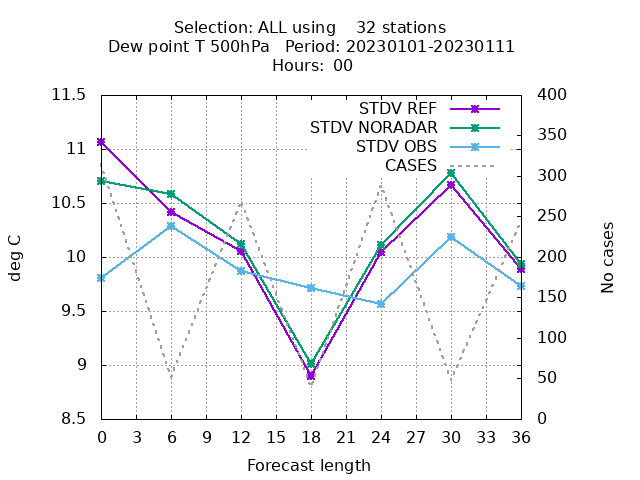 Selection: ALL using    32 stations
Dew point T 500hPa   Period: 20230101-20230111
Hours:  00
11.5
11
10.5
10
9.5
9
8.5
400
350
300
250
200
150
100
50
0
STDV REF
STDV NORADAR
STDV OBS
CASES
deg C
No cases
0 3 6 9 12 15 18 21 24 27 30 33 36
Forecast length